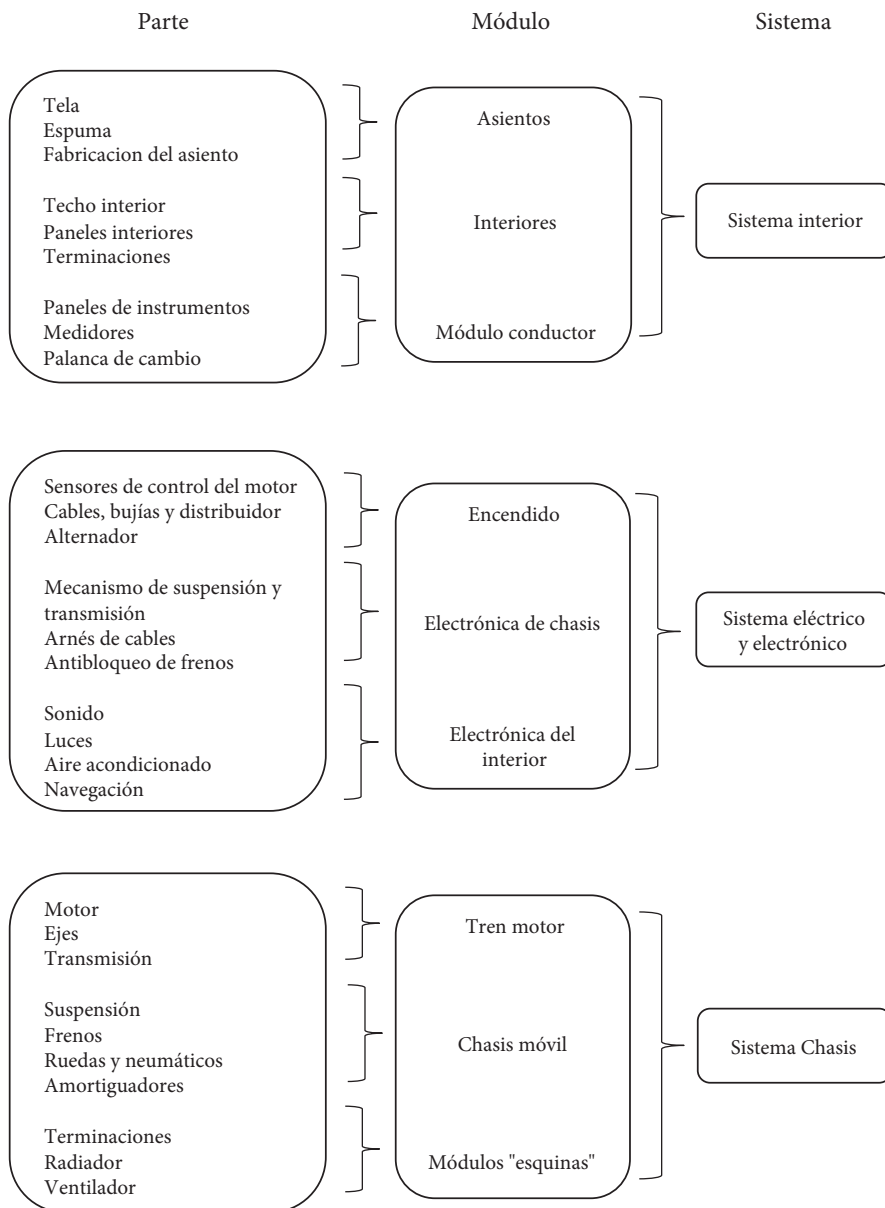 Parte
Módulo
Sistema
Tela
Espuma
Fabricacion del asiento
Techo interior
Paneles interiores
Terminaciones
Paneles de instrumentos
Medidores
Palanca de cambio
Asientos
Interiores
Módulo conductor
Sistema interior
Sensores de control del motor
Cables, bujías y distribuidor
Alternador
Mecanismo de suspensión y
transmisión
Arnés de cables
Antibloqueo de frenos
Sonido
Luces
Aire acondicionado
Navegación
Encendido
Electrónica de chasis
Electrónica del
interior
Sistema eléctrico
y electrónico
Motor
Ejes
Transmisión
Suspensión
Frenos
Ruedas y neumáticos
Amortiguadores
Terminaciones
Radiador
Ventilador
Tren motor
Chasis móvil
Módulos "esquinas"
Sistema Chasis